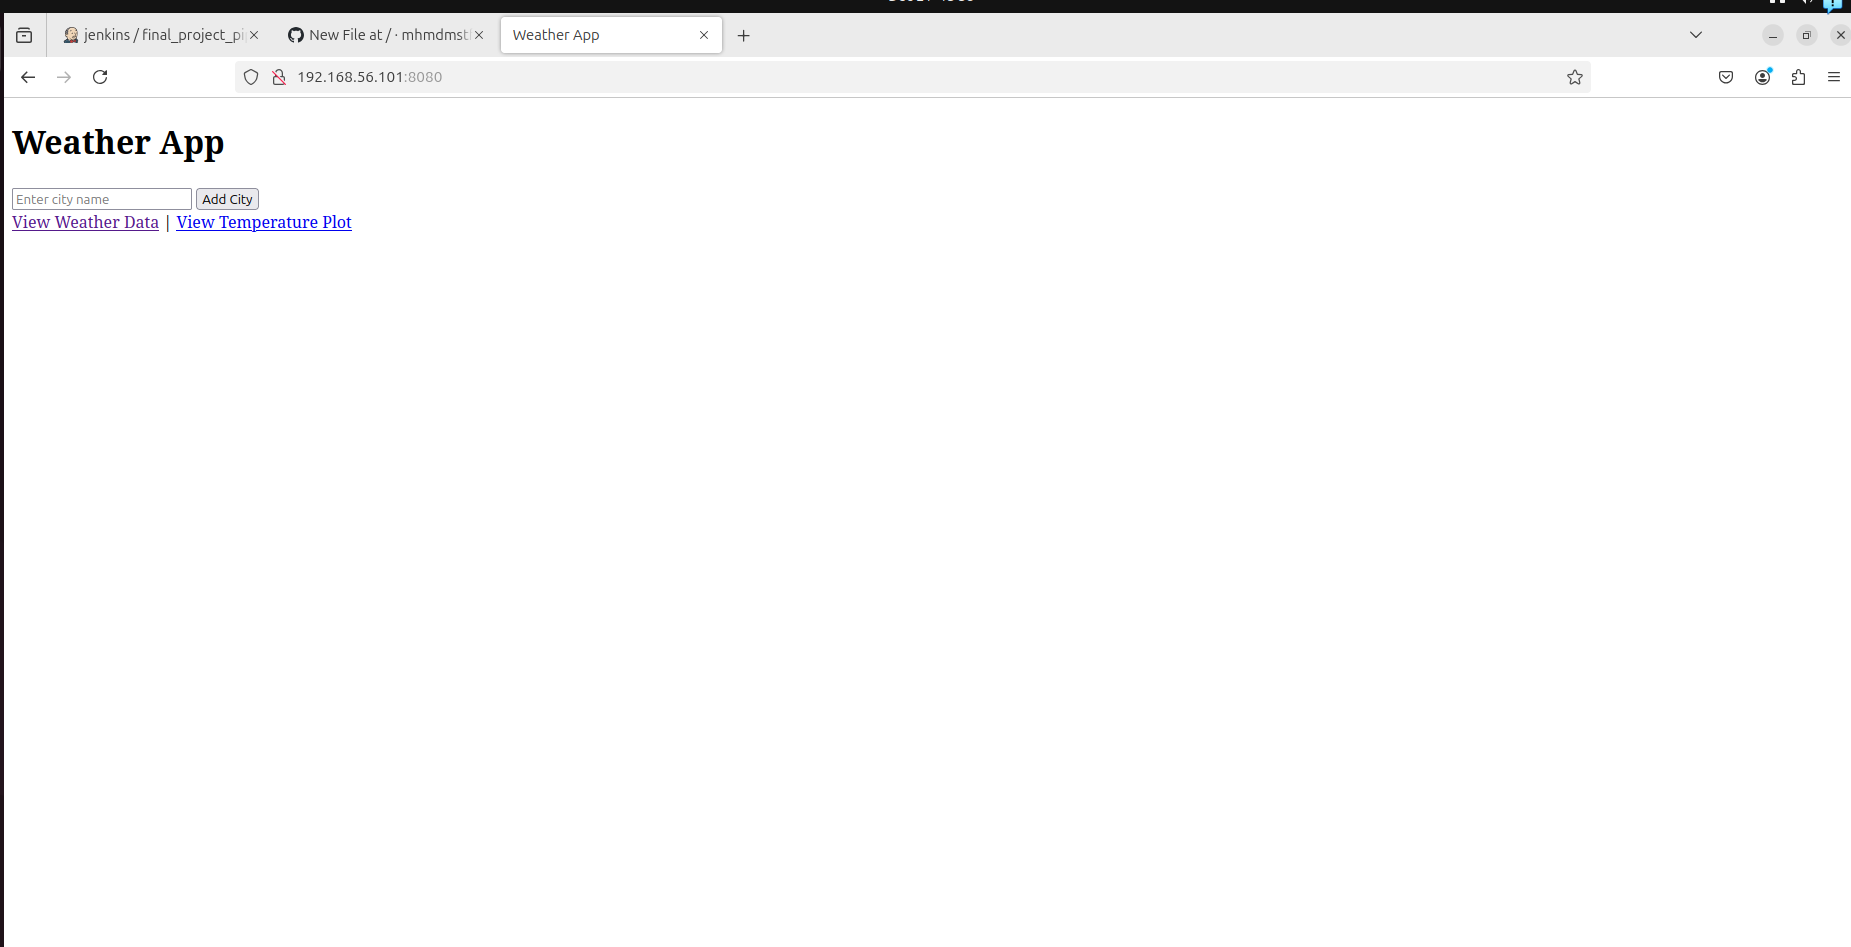 jenkins / final_project_pi
New File at / · mhmdmst
Weather App
192.168.56.101:8080
Weather App
Enter city name Add City
View Weather Data | View Temperature Plot